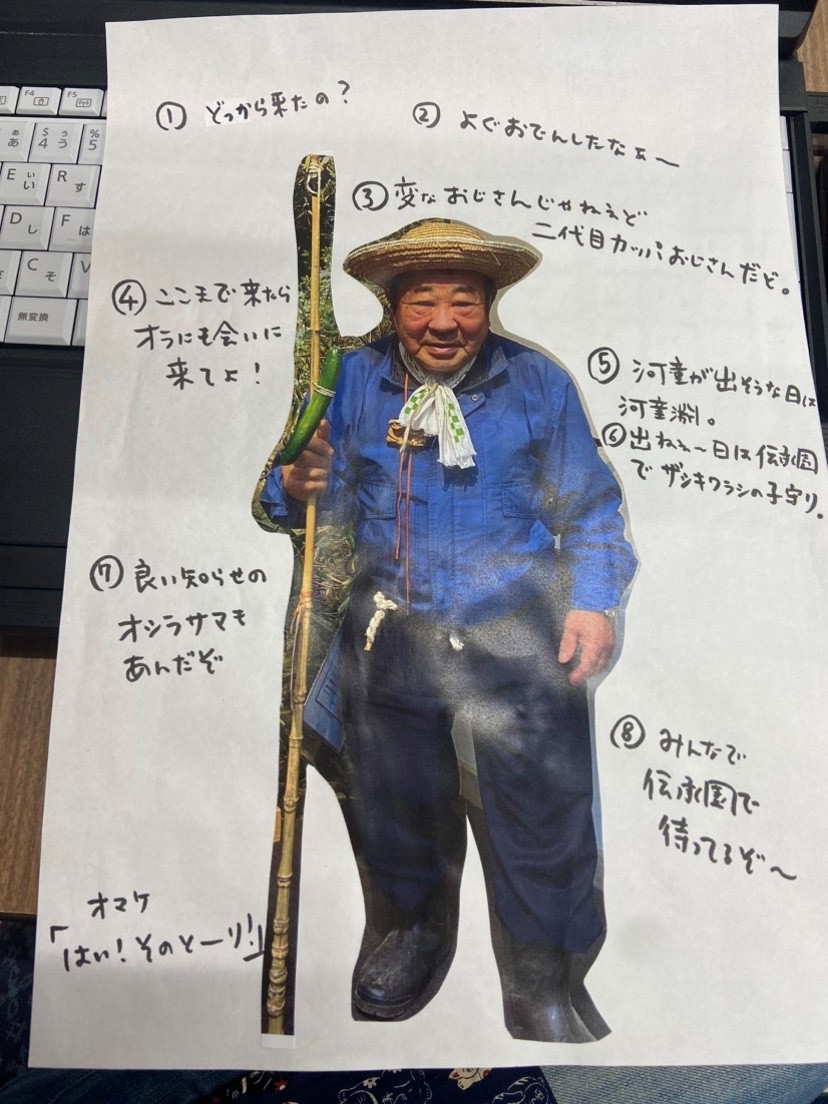 ① どっから来たの？
② よぐおでんしたなぁ〜
③ 変なおじさんじゃねぇど
二代目カッパおじさんだど。
④ ここまで来たら
オラにも会いに
来てよ！
⑤ 河童が出そうな日は
河童淵。
⑥ 出ねぇ〜日は伝承園
で ザシキワラシの子守り。
⑦ 良い知らせの
オシラサマも
あんだぞ
⑧ みんなで
伝承園で
待ってるぞ〜
オマケ
「はい！そのとーり！」
F4
F5
ぁ
あ
$ ぅ
4 う
%
5
E ぃ
い
R す
D し
F は
C そ
V
無変換